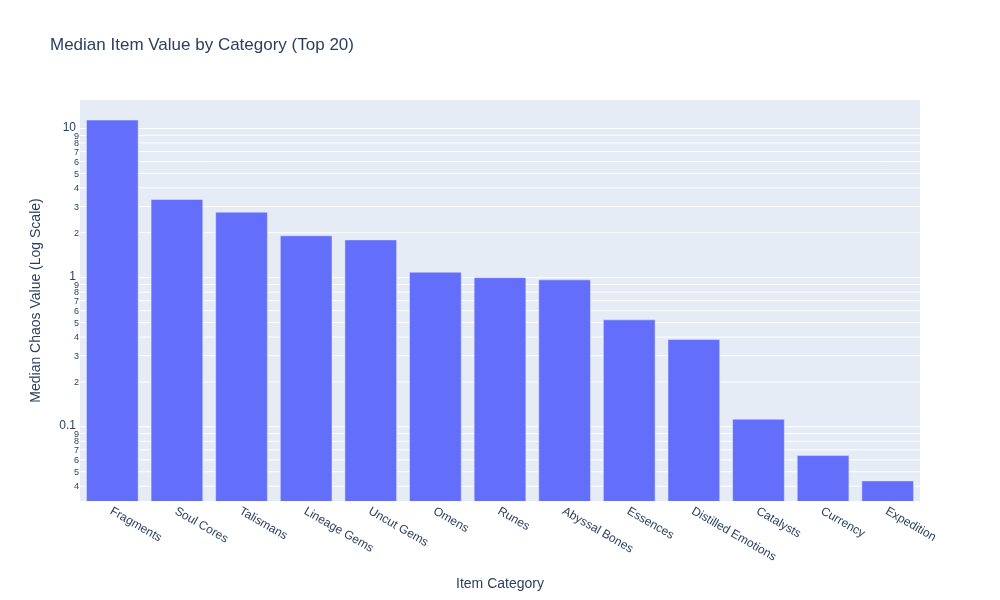 Median Item Value by Category (Top 20)
Median Chaos Value (Log Scale)
10
9
8
7
6
5
4
3
2
1
9
8
7
6
5
4
3
2
0.1
9
8
7
6
5
4
Fragments
Soul Cores
Talismans
Lineage Gems
Uncut Gems
Omens
Runes
Abyssal Bones
Essences
Distilled Emotions
Catalysts
Currency
Expedition
Item Category